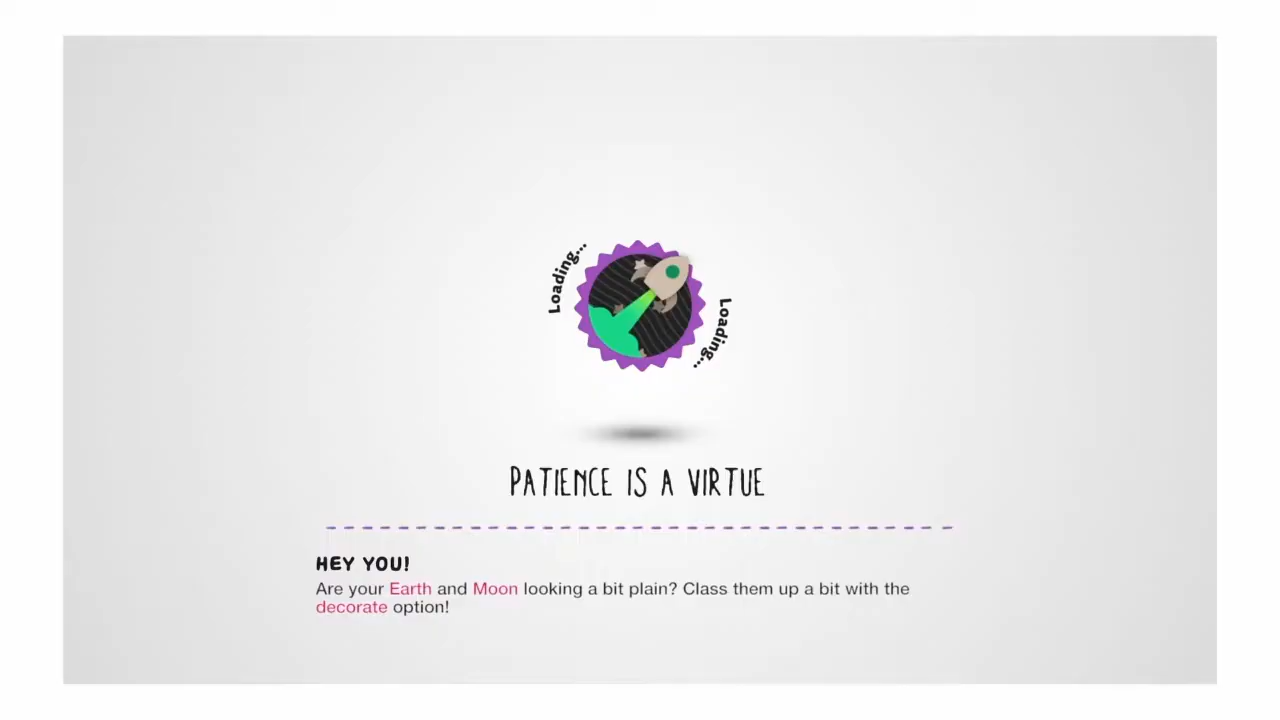 Loading...
Loading...
PATIENCE IS A VIRTUE
HEY YOU!
Are your Earth and Moon looking a bit plain? Class them up a bit with the
decorate option!